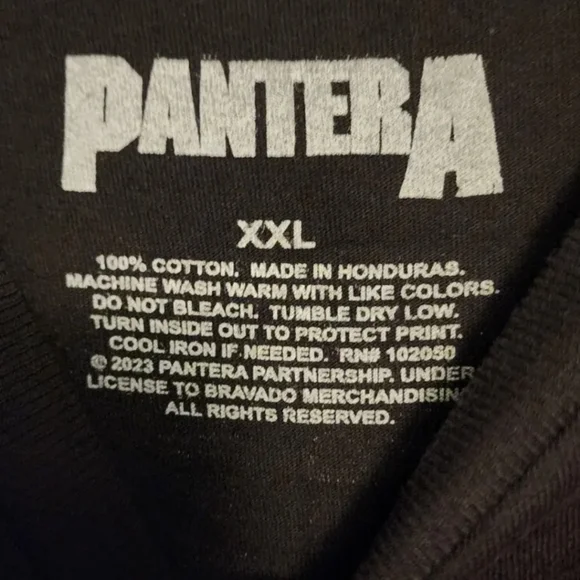 PANTERA
XXL
100% COTTON. MADE IN HONDURAS.
MACHINE WASH WARM WITH LIKE COLORS.
DO NOT BLEACH. TUMBLE DRY LOW.
TURN INSIDE OUT TO PROTECT PRINT.
COOL IRON IF NEEDED. RN# 102050
© 2023 PANTERA PARTNERSHIP. UNDER
LICENSE TO BRAVADO MERCHANDISING
ALL RIGHTS RESERVED.